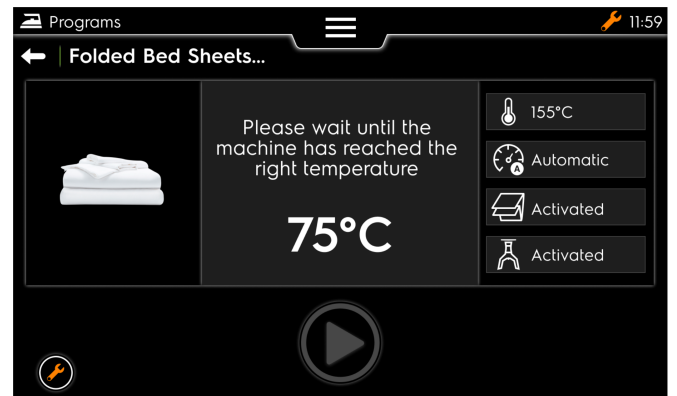 Programs
11:59
Folded Bed Sheets...
Please wait until the
machine has reached the
right temperature
75°C
155°C
A Automatic
Activated
Activated